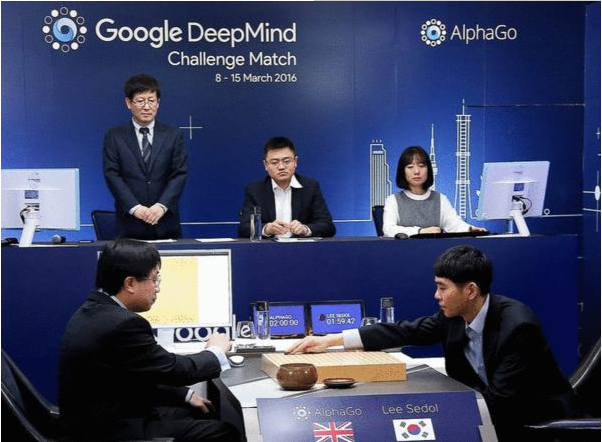 Google DeepMind
Challenge Match
8 - 15 March 2016
AlphaGo
ALPHAGO
02:00:00
LEE SEDOL
01:59:42
Google
AlphaGo
Lee Sedol